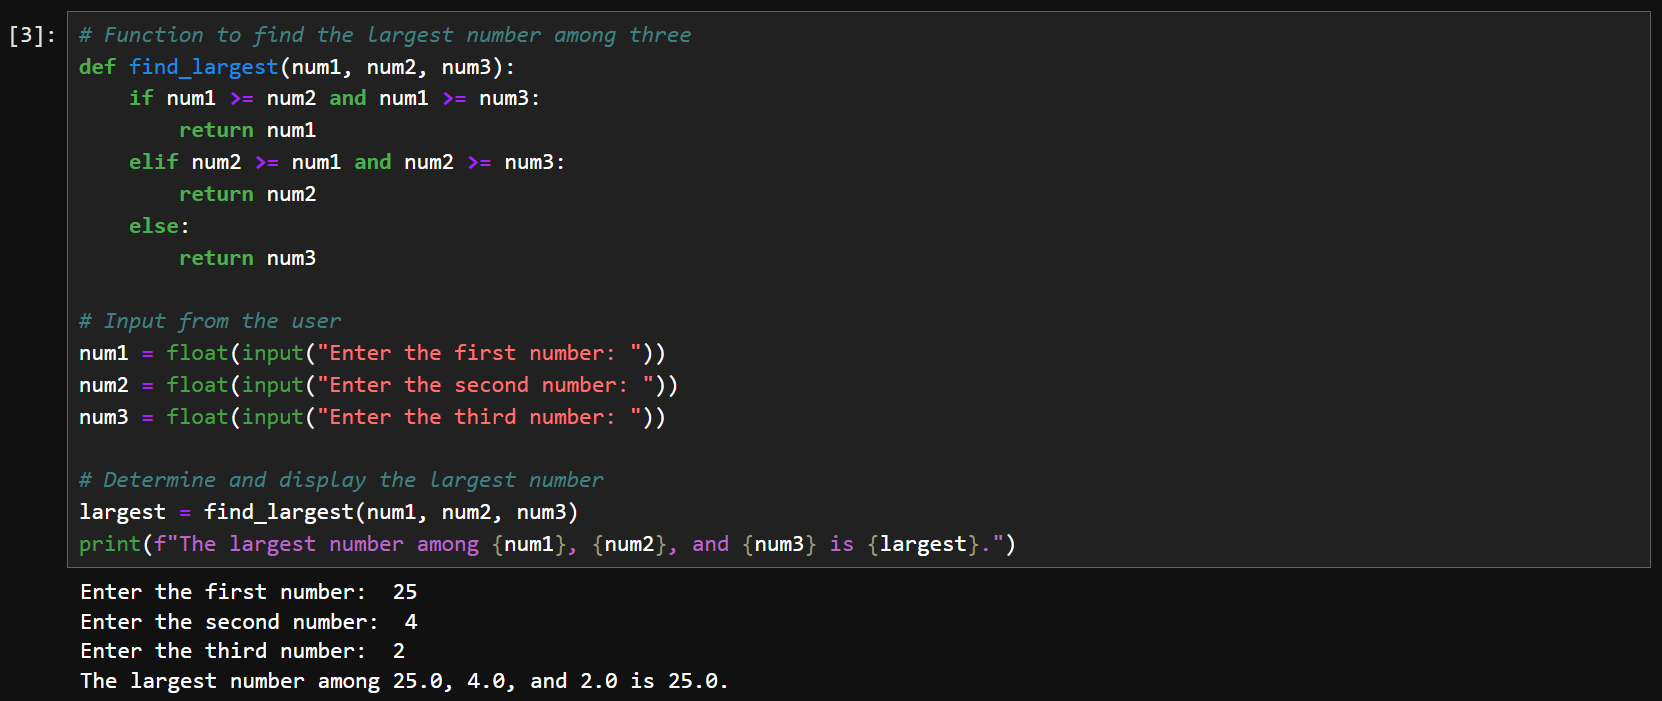 [3]:
# Function to find the largest number among three
def find_largest(num1, num2, num3):
    if num1 >= num2 and num1 >= num3:
        return num1
    elif num2 >= num1 and num2 >= num3:
        return num2
    else:
        return num3

# Input from the user
num1 = float(input("Enter the first number: "))
num2 = float(input("Enter the second number: "))
num3 = float(input("Enter the third number: "))

# Determine and display the largest number
largest = find_largest(num1, num2, num3)
print(f"The largest number among {num1}, {num2}, and {num3} is {largest}.")
Enter the first number:  25
Enter the second number:  4
Enter the third number:  2
The largest number among 25.0, 4.0, and 2.0 is 25.0.